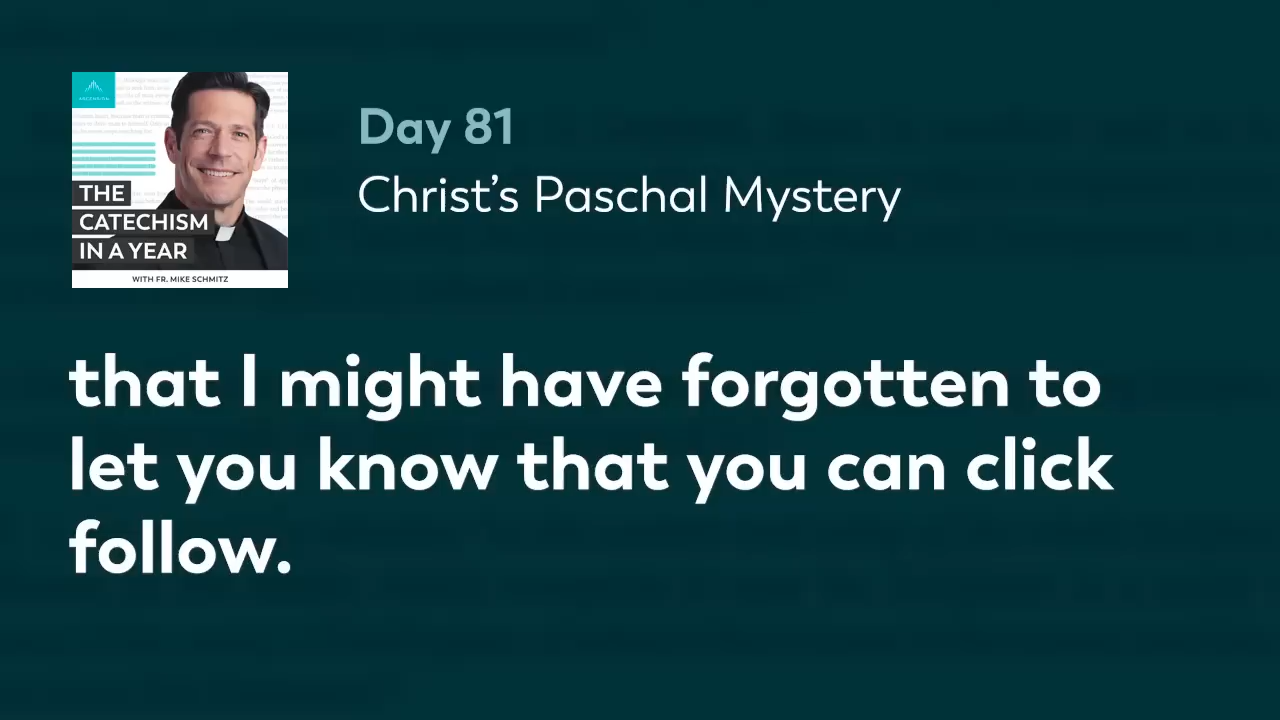 ASCENSION
THE
CATECHISM
IN A YEAR
WITH FR. MIKE SCHMITZ
Day 81
Christ’s Paschal Mystery
that I might have forgotten to
let you know that you can click
follow.